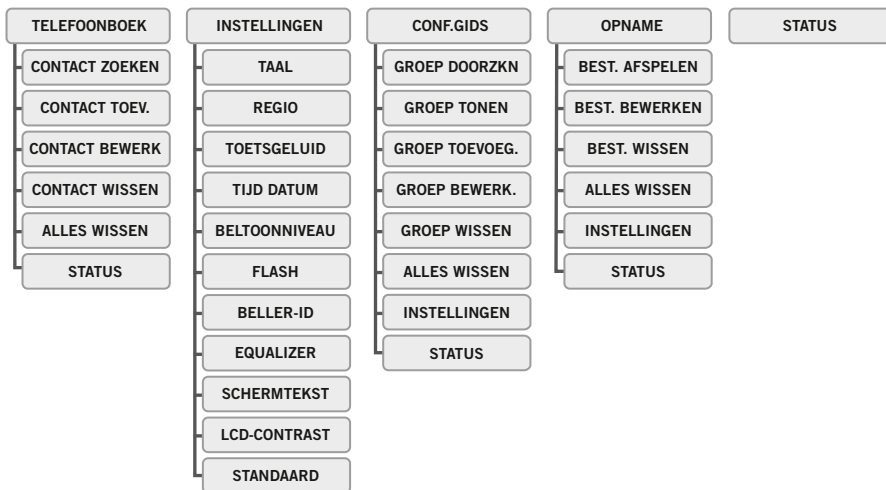 TELEFOONBOEK
CONTACT ZOEKEN
CONTACT TOEV.
CONTACT BEWERK
CONTACT WISSEN
ALLES WISSEN
STATUS
INSTELLINGEN
TAAL
REGIO
TOETSGELUID
TIJD DATUM
BELTOONNIVEAU
FLASH
BELLER-ID
EQUALIZER
SCHERMTEKST
LCD-CONTRAST
STANDAARD
CONF.GIDS
GROEP DOORZKN
GROEP TONEN
GROEP TOEVOEG.
GROEP BEWERK.
GROEP WISSEN
ALLES WISSEN
INSTELLINGEN
STATUS
OPNAME
BEST. AFSPELEN
BEST. BEWERKEN
BEST. WISSEN
ALLES WISSEN
INSTELLINGEN
STATUS
STATUS